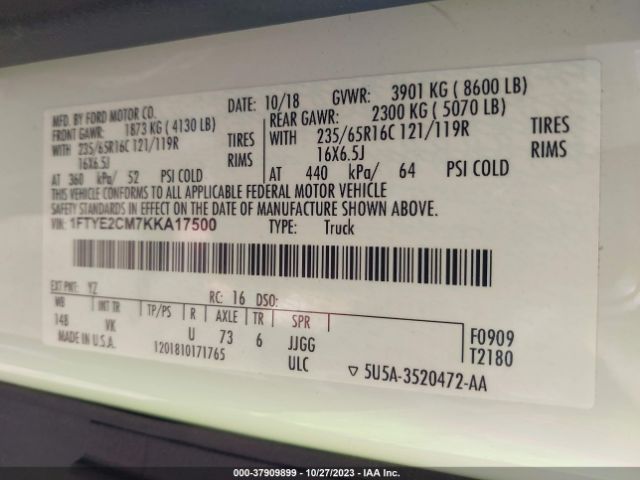 MFD. BY FORD MOTOR CO.
DATE: 10/18 GVWR: 3901 KG ( 8600 LB)
FRONT GAWR: 1873 KG ( 4130 LB)
REAR GAWR: 2300 KG ( 5070 LB)
WITH 235/65R16C 121/119R TIRES
WITH 235/65R16C 121/119R TIRES
16X6.5J RIMS
16X6.5J RIMS
AT 360 kPa/ 52 PSI COLD
AT 440 kPa/ 64 PSI COLD
THIS VEHICLE CONFORMS TO ALL APPLICABLE FEDERAL MOTOR VEHICLE
SAFETY STANDARDS IN EFFECT ON THE DATE OF MANUFACTURE SHOWN ABOVE.
VIN: 1FTYE2CM7KKA17500 TYPE: Truck
EXT PNT: YZ RC: 16 DSO:
WB INT TR TP/PS R AXLE TR SPR
148 VK U 73 6 JJGG
F0909
MADE IN U.S.A. 1201810171765 ULC
T2180
▽ 5U5A-3520472-AA
000-37909899 - 10/27/2023 - IAA Inc.